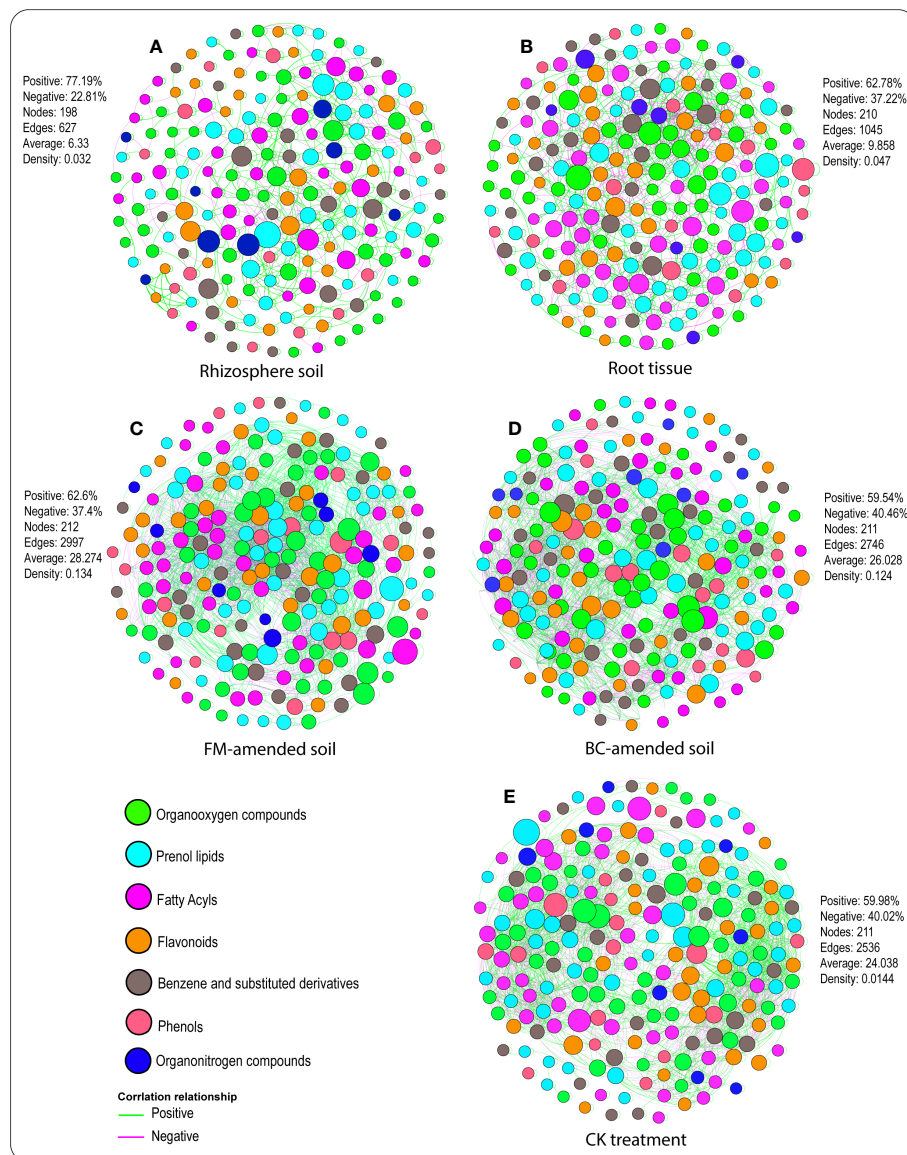 A
Positive: 77.19%
Negative: 22.81%
Nodes: 198
Edges: 627
Average: 6.33
Density: 0.032
Rhizosphere soil
B
Positive: 62.78%
Negative: 37.22%
Nodes: 210
Edges: 1045
Average: 9.858
Density: 0.047
Root tissue
C
Positive: 62.6%
Negative: 37.4%
Nodes: 212
Edges: 2997
Average: 28.274
Density: 0.134
FM-amended soil
D
Positive: 59.54%
Negative: 40.46%
Nodes: 211
Edges: 2746
Average: 26.028
Density: 0.124
BC-amended soil
Organooxygen compounds
Prenol lipids
Fatty Acyls
Flavonoids
Benzene and substituted derivatives
Phenols
Organonitrogen compounds
Corrlation relationship
Positive
Negative
E
Positive: 59.98%
Negative: 40.02%
Nodes: 211
Edges: 2536
Average: 24.038
Density: 0.0144
CK treatment